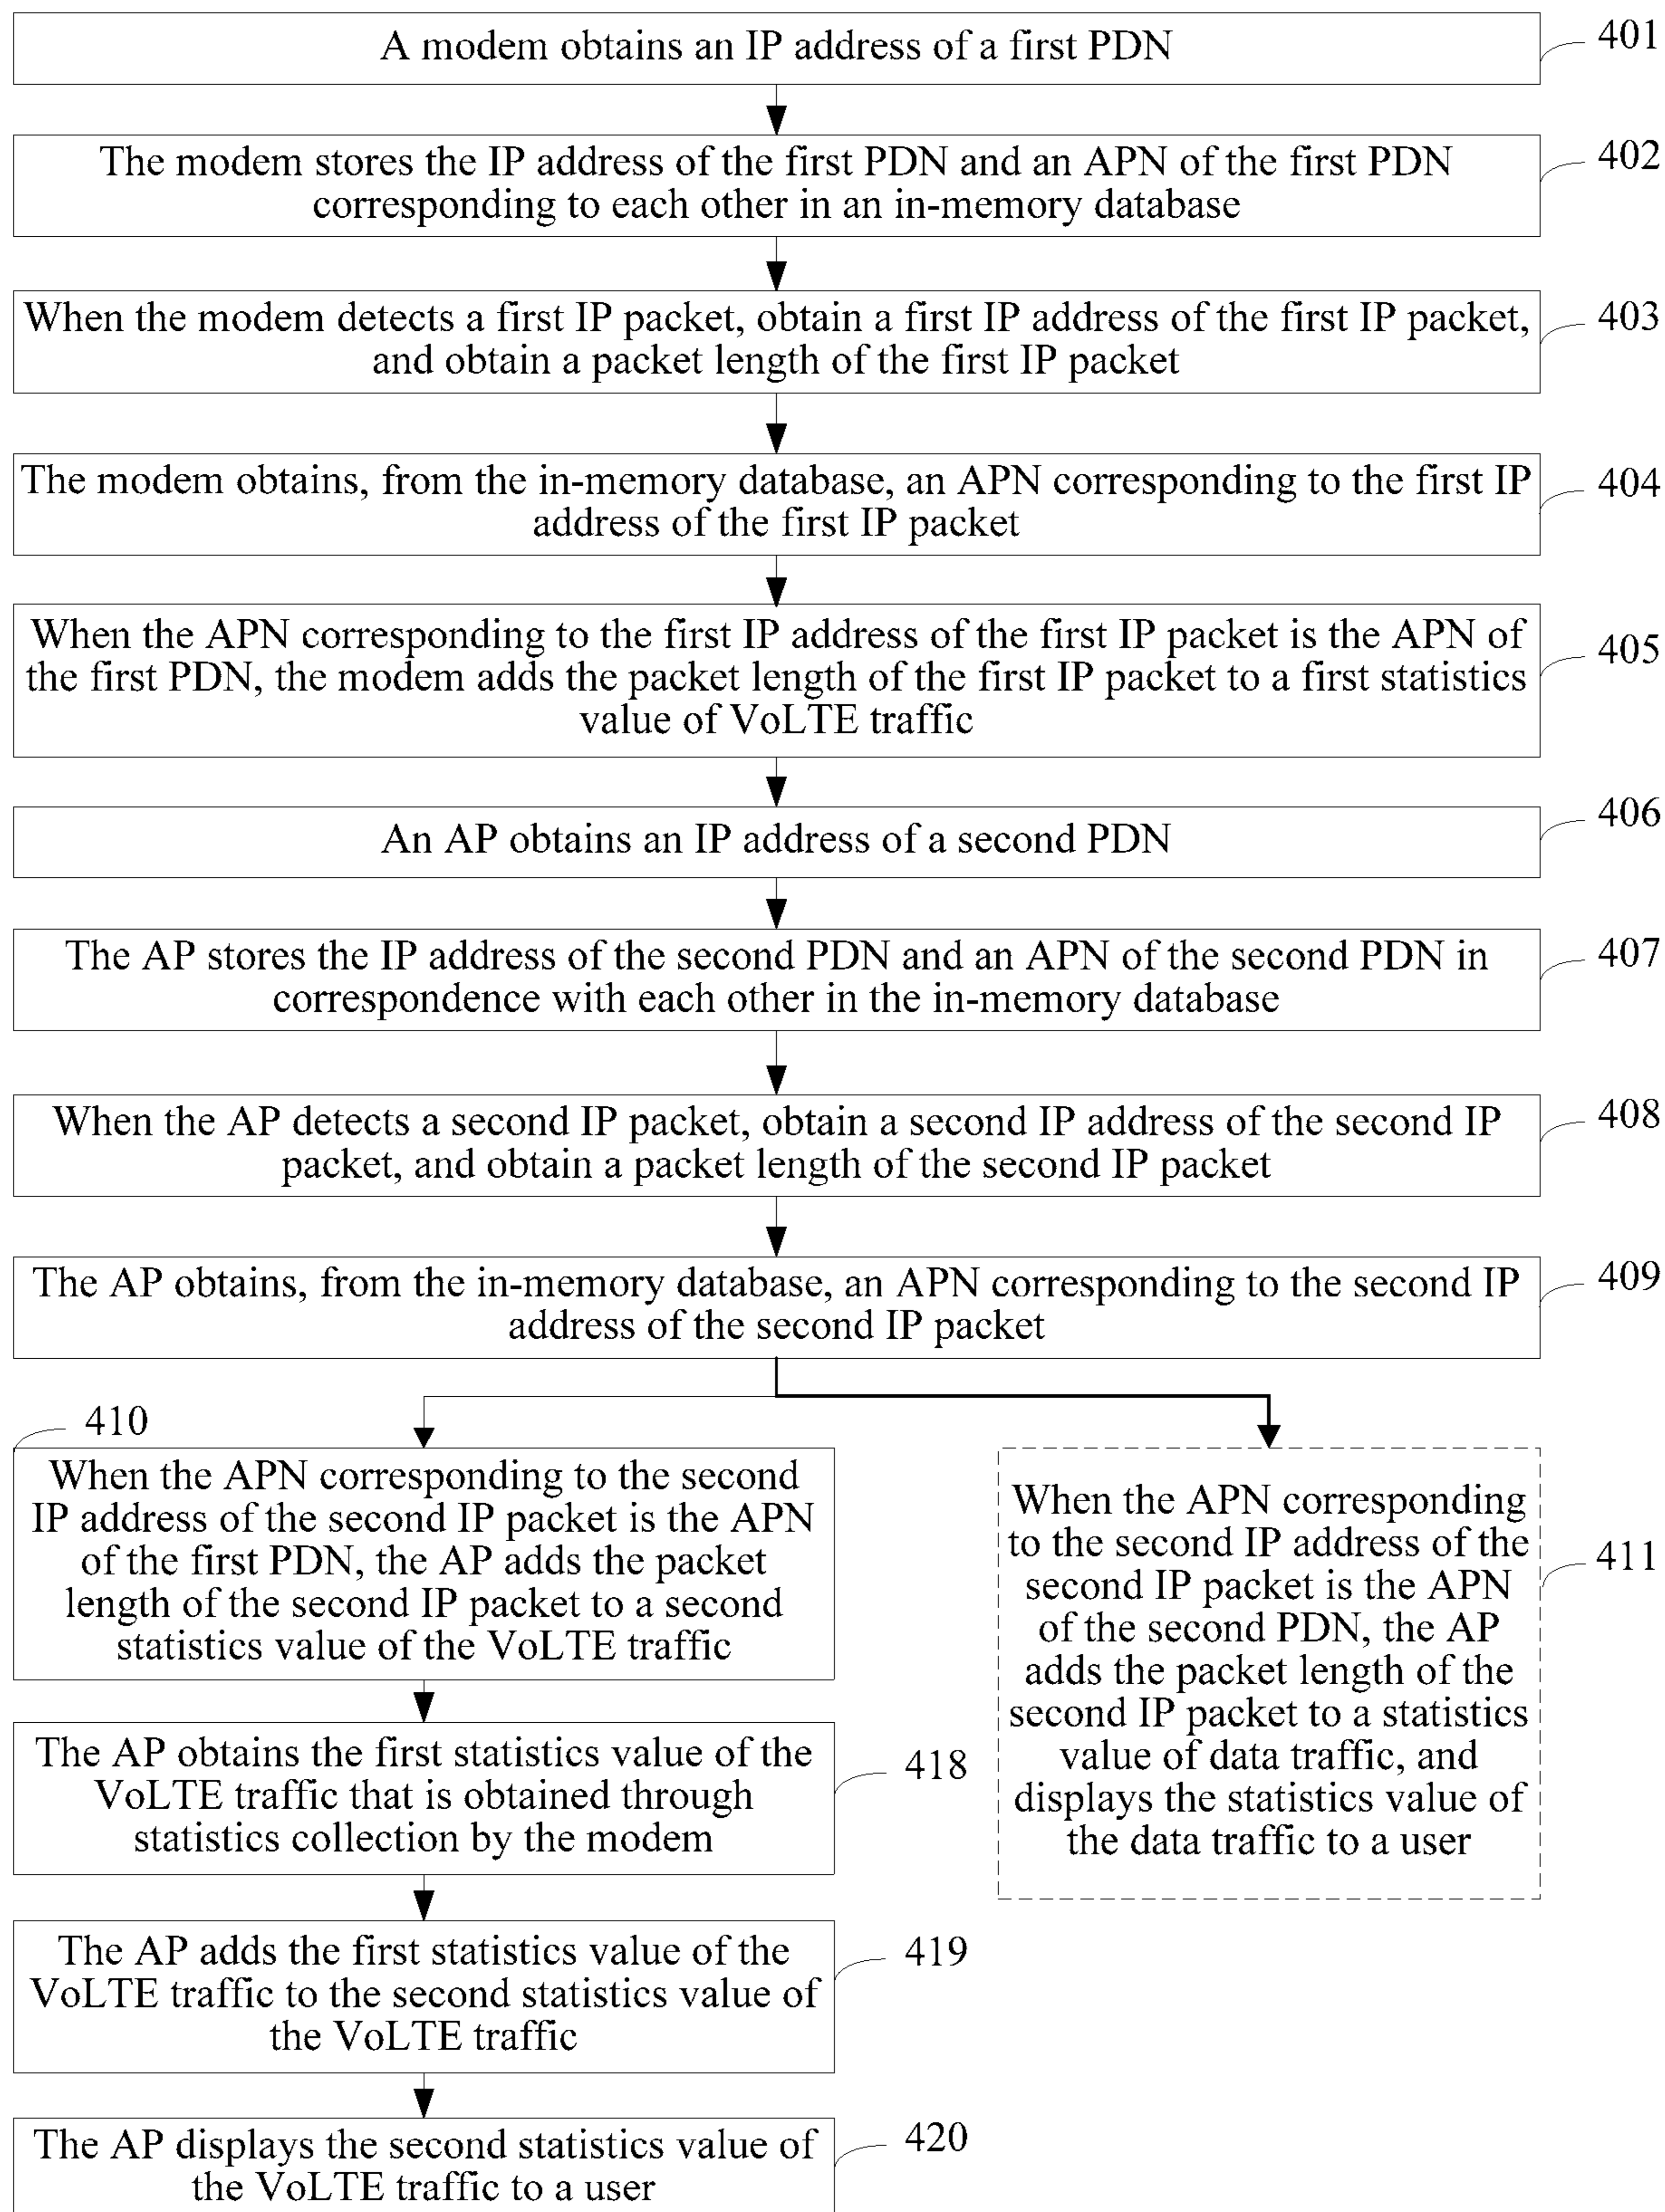 A modem obtains an IP address of a first PDN
401
The modem stores the IP address of the first PDN and an APN of the first PDN
corresponding to each other in an in-memory database
402
When the modem detects a first IP packet, obtain a first IP address of the first IP packet,
and obtain a packet length of the first IP packet
403
The modem obtains, from the in-memory database, an APN corresponding to the first IP
address of the first IP packet
404
When the APN corresponding to the first IP address of the first IP packet is the APN of
the first PDN, the modem adds the packet length of the first IP packet to a first statistics
value of VoLTE traffic
405
An AP obtains an IP address of a second PDN
406
The AP stores the IP address of the second PDN and an APN of the second PDN in
correspondence with each other in the in-memory database
407
When the AP detects a second IP packet, obtain a second IP address of the second IP
packet, and obtain a packet length of the second IP packet
408
The AP obtains, from the in-memory database, an APN corresponding to the second IP
address of the second IP packet
409
410
When the APN corresponding to the second
IP address of the second IP packet is the APN
of the first PDN, the AP adds the packet
length of the second IP packet to a second
statistics value of the VoLTE traffic
When the APN corresponding
to the second IP address of the
second IP packet is the APN
of the second PDN, the AP
adds the packet length of the
second IP packet to a statistics
value of data traffic, and
displays the statistics value of
the data traffic to a user
411
The AP obtains the first statistics value of the
VoLTE traffic that is obtained through
statistics collection by the modem
418
The AP adds the first statistics value of the
VoLTE traffic to the second statistics value of
the VoLTE traffic
419
The AP displays the second statistics value of
the VoLTE traffic to a user
420